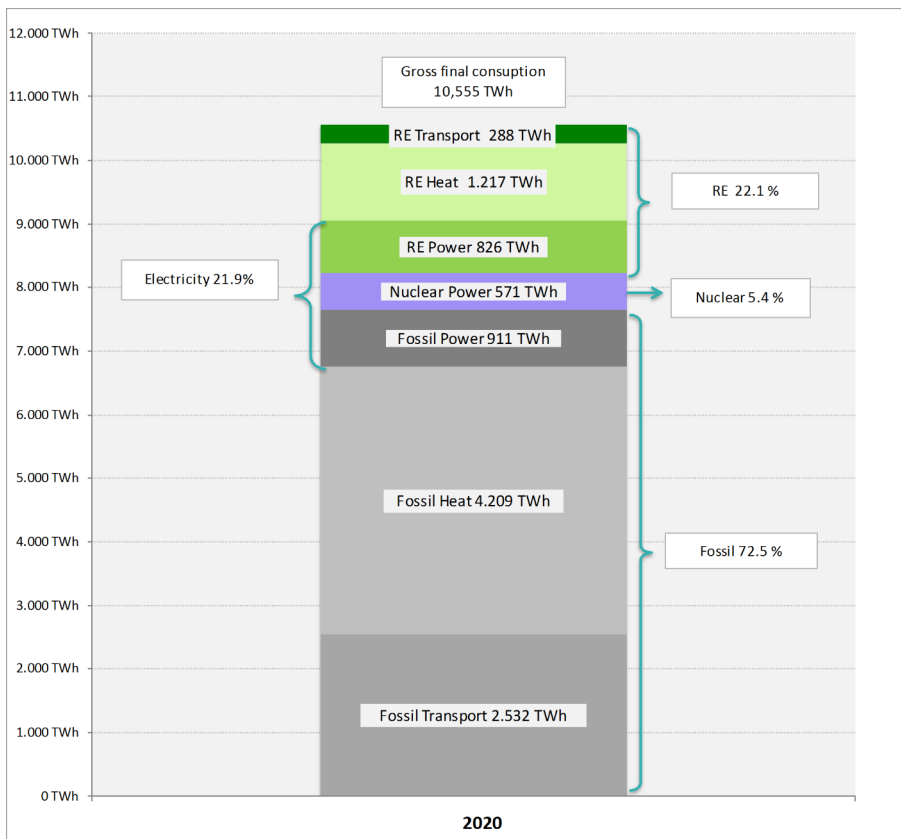 12.000 TWh
11.000 TWh
10.000 TWh
9.000 TWh
8.000 TWh
7.000 TWh
6.000 TWh
5.000 TWh
4.000 TWh
3.000 TWh
2.000 TWh
1.000 TWh
0 TWh
Gross final consuption
10,555 TWh
RE Transport 288 TWh
RE Heat 1.217 TWh
RE 22.1 %
RE Power 826 TWh
Electricity 21.9%
Nuclear Power 571 TWh
Nuclear 5.4 %
Fossil Power 911 TWh
Fossil Heat 4.209 TWh
Fossil 72.5 %
Fossil Transport 2.532 TWh
2020